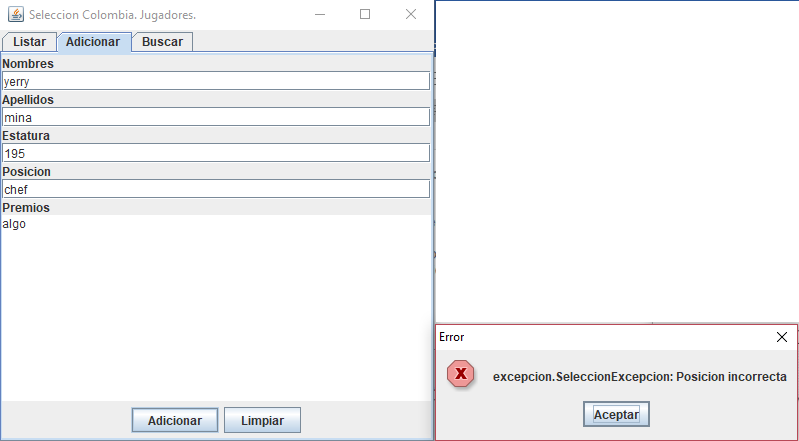 Seleccion Colombia. Jugadores.
Listar Adicionar Buscar
Nombres
yerry
Apellidos
mina
Estatura
195
Posicion
chef
Premios
algo
Adicionar Limpiar
Error
excepcion.SeleccionExcepcion: Posicion incorrecta
Aceptar